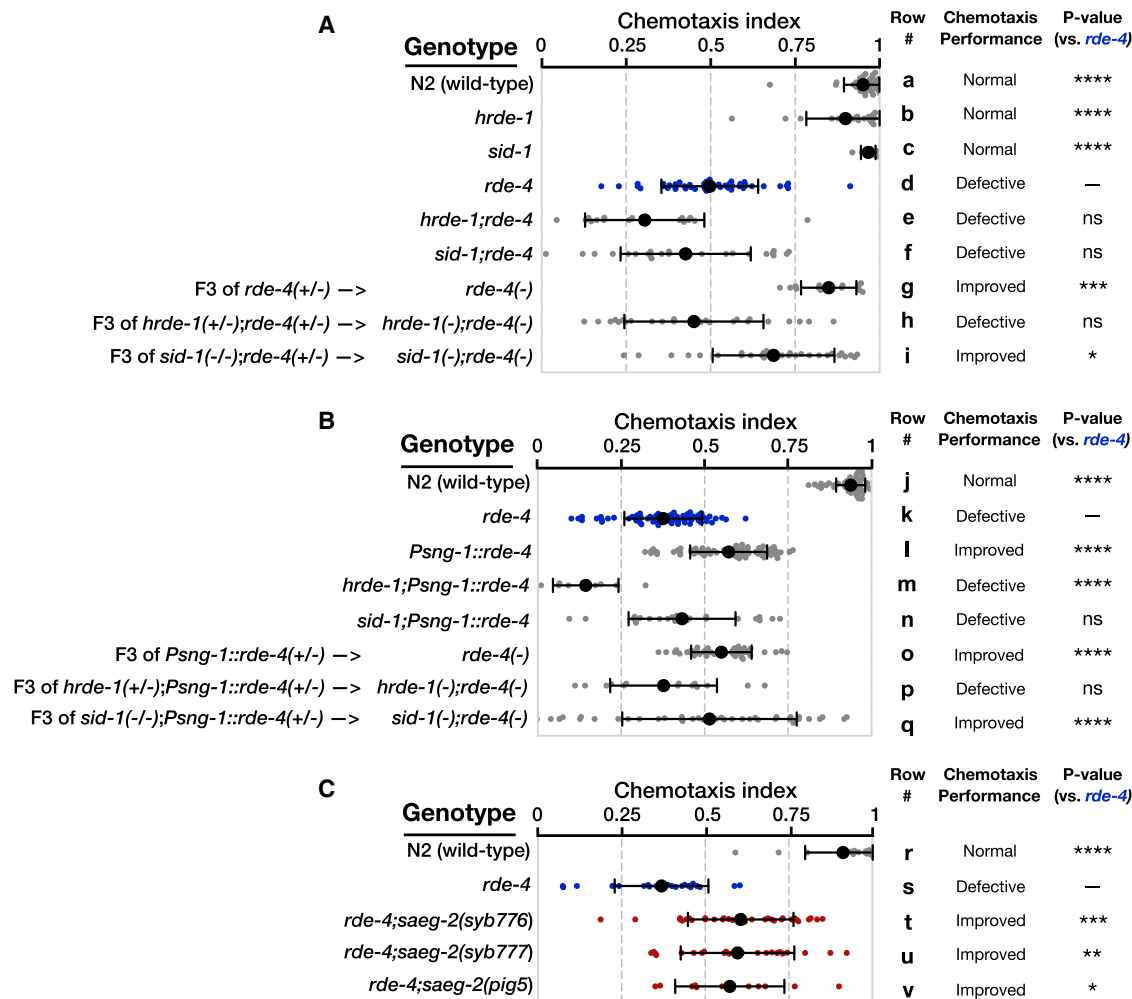 A
Chemotaxis index
Row # Chemotaxis Performance P-value (vs. rde-4)
Genotype 0 0.25 0.5 0.75 1
N2 (wild-type) a Normal ****
hrde-1 b Normal ****
sid-1 c Normal ****
rde-4 d Defective —
hrde-1;rde-4 e Defective ns
sid-1;rde-4 f Defective ns
F3 of rde-4(+/-) —> rde-4(-) g Improved ***
F3 of hrde-1(+/-);rde-4(+/-) —> hrde-1(-);rde-4(-) h Defective ns
F3 of sid-1(-/-);rde-4(+/-) —> sid-1(-);rde-4(-) i Improved *
B
Chemotaxis index
Row # Chemotaxis Performance P-value (vs. rde-4)
Genotype 0 0.25 0.5 0.75 1
N2 (wild-type) j Normal ****
rde-4 k Defective —
Psng-1::rde-4 l Improved ****
hrde-1;Psng-1::rde-4 m Defective ****
sid-1;Psng-1::rde-4 n Defective ns
F3 of Psng-1::rde-4(+/-) —> rde-4(-) o Improved ****
F3 of hrde-1(+/-);Psng-1::rde-4(+/-) —> hrde-1(-);rde-4(-) p Defective ns
F3 of sid-1(-/-);Psng-1::rde-4(+/-) —> sid-1(-);rde-4(-) q Improved ****
C
Chemotaxis index
Row # Chemotaxis Performance P-value (vs. rde-4)
Genotype 0 0.25 0.5 0.75 1
N2 (wild-type) r Normal ****
rde-4 s Defective —
rde-4;saeg-2(syb776) t Improved ***
rde-4;saeg-2(syb777) u Improved **
rde-4;saeg-2(pig5) v Improved *